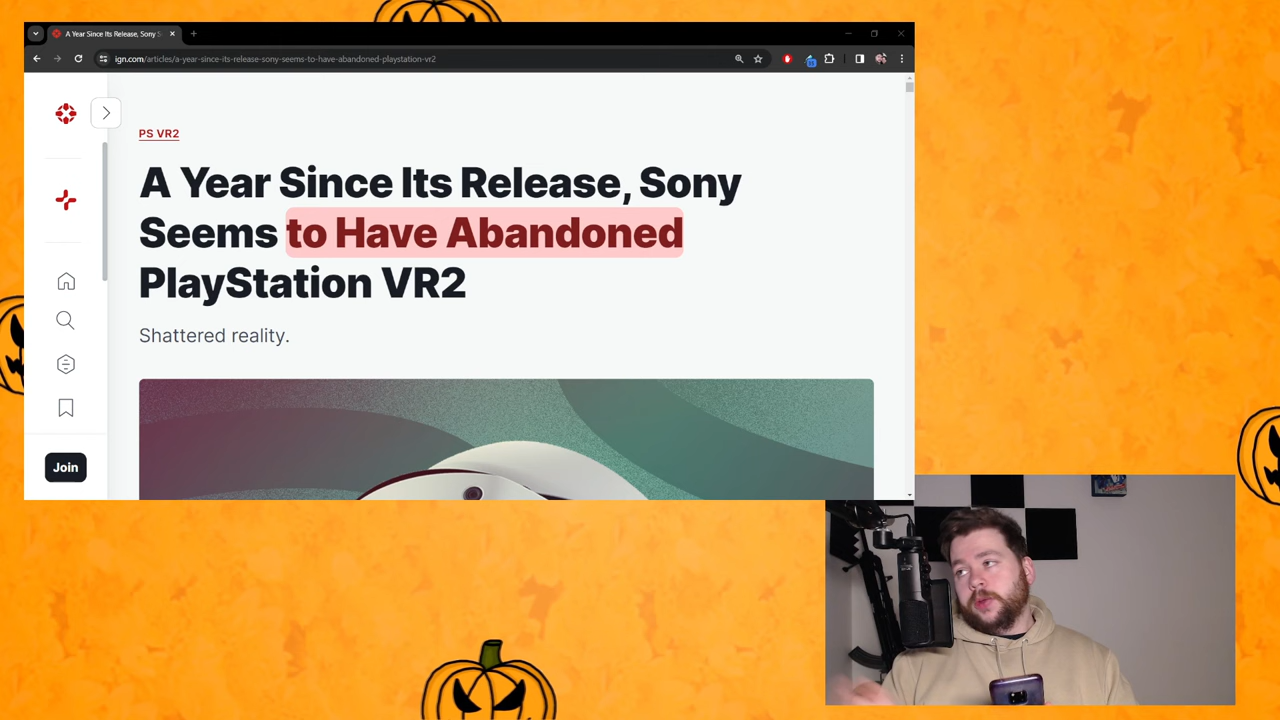 A Year Since Its Release, Sony S
ign.com/articles/a-year-since-its-release-sony-seems-to-have-abandoned-playstation-vr2
PS VR2
A Year Since Its Release, Sony
Seems to Have Abandoned
PlayStation VR2
Shattered reality.
Join